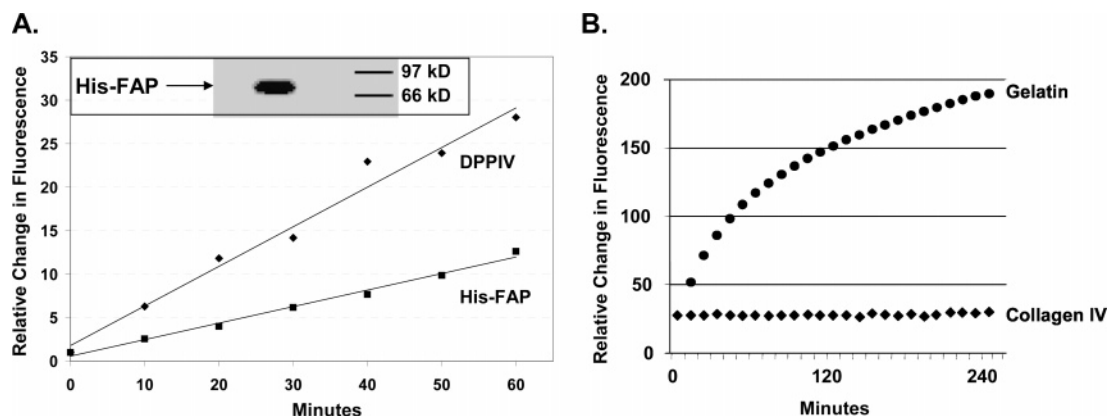 A.
Relative Change in Fluorescence
35
30
25
20
15
10
5
0
His-FAP
97 kD
66 kD
DPPIV
His-FAP
0 10 20 30 40 50 60
Minutes
B.
Relative Change in Fluorescence
200
150
100
50
0
Gelatin
Collagen IV
0 120 240
Minutes